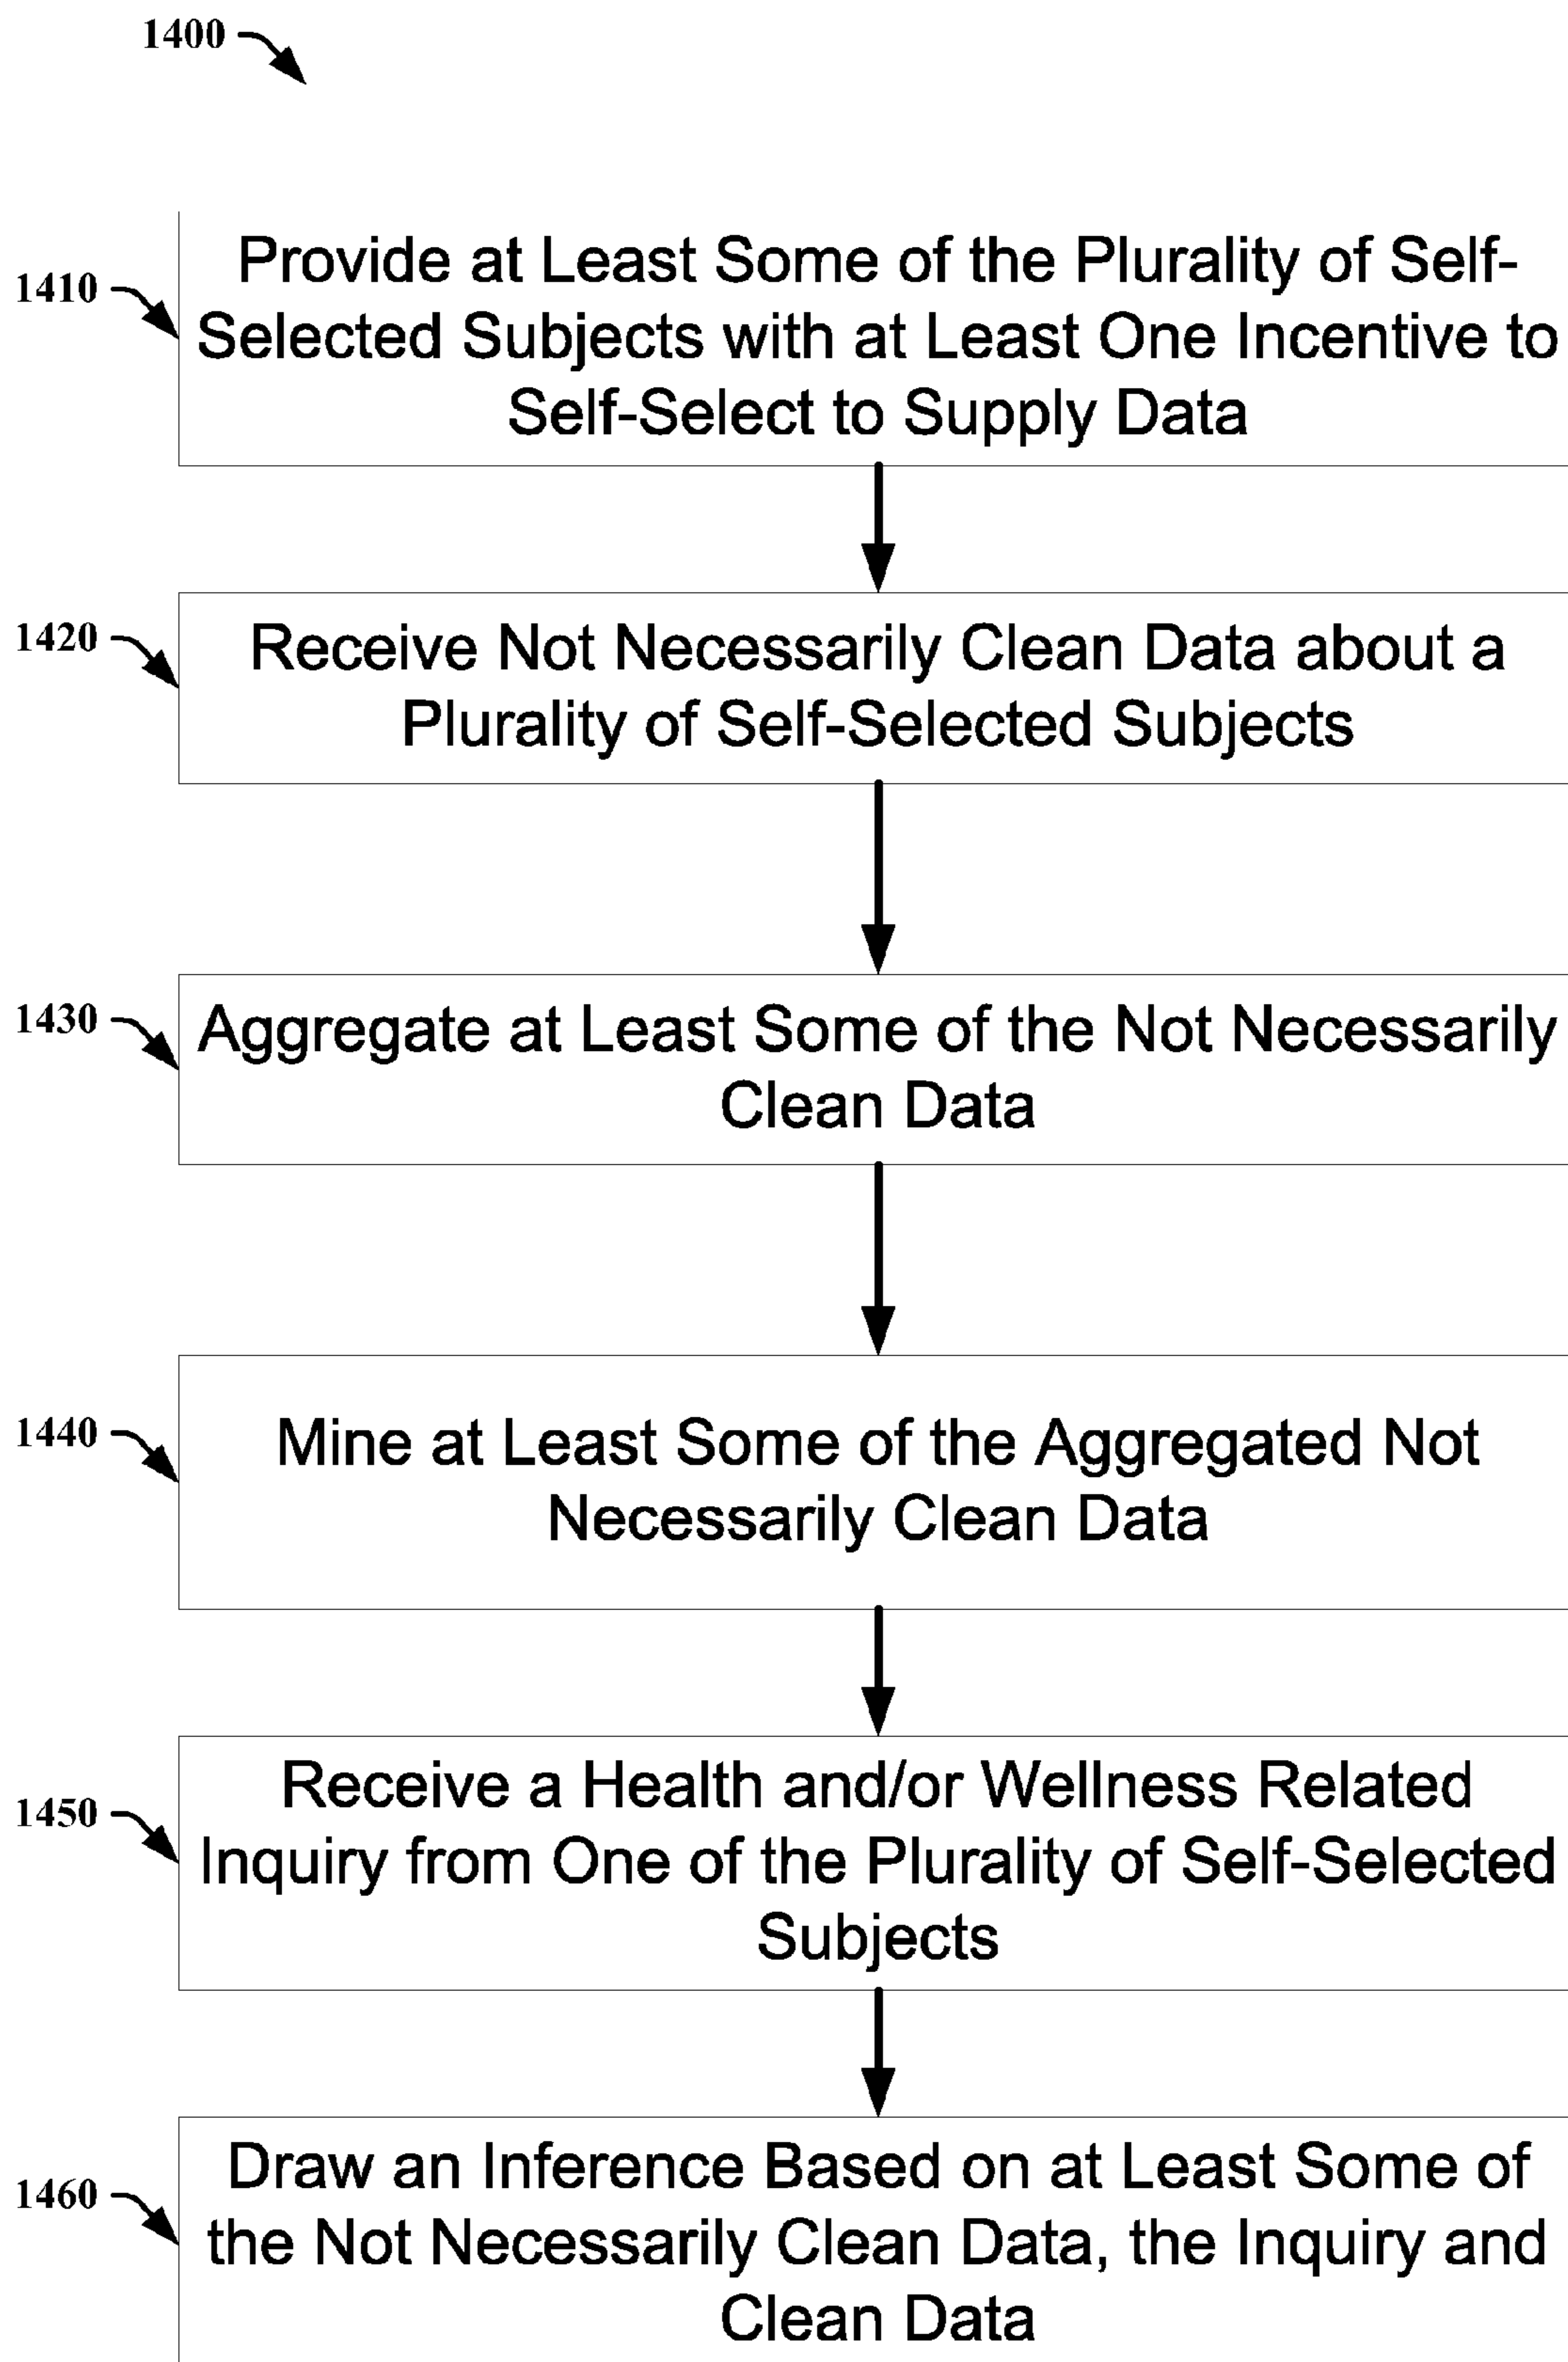 1400
1410
Provide at Least Some of the Plurality of Self-
Selected Subjects with at Least One Incentive to
Self-Select to Supply Data
1420
Receive Not Necessarily Clean Data about a
Plurality of Self-Selected Subjects
1430
Aggregate at Least Some of the Not Necessarily
Clean Data
1440
Mine at Least Some of the Aggregated Not
Necessarily Clean Data
1450
Receive a Health and/or Wellness Related
Inquiry from One of the Plurality of Self-Selected
Subjects
1460
Draw an Inference Based on at Least Some of
the Not Necessarily Clean Data, the Inquiry and
Clean Data